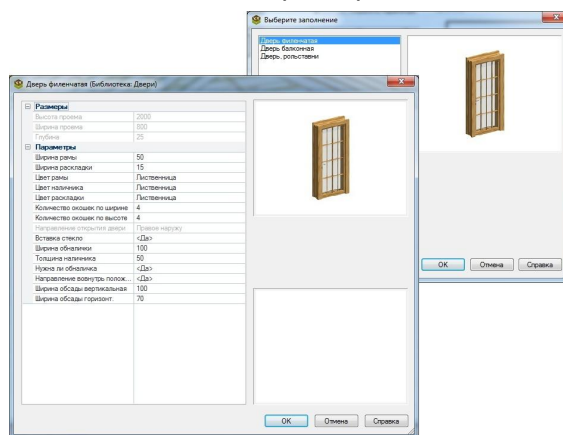 Выберите заполнение
Дверь филенчатая
Дверь балконная
Дверь, рольставни
OK Отмена Справка
Дверь филенчатая (Библиотека: Двери)
Размеры
Высота проема 2000
Ширина проема 800
Глубина 25
Параметры
Ширина рамы 50
Ширина раскладки 15
Цвет рамы Лиственница
Цвет наличника Лиственница
Цвет раскладки Лиственница
Количество окошек по ширине 4
Количество окошек по высоте 4
Направление открытия двери Правое наружу
Вставка стекло <Да>
Ширина обналички 100
Толщина наличника 50
Нужна ли обналичка <Да>
Направление вовнутрь полож... <Да>
Ширина обсады вертикальная 100
Ширина обсады горизонт. 70
OK Отмена Справка